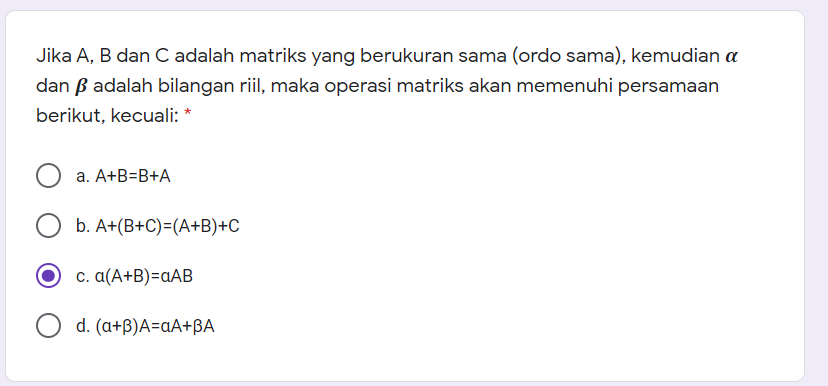 Jika A, B dan C adalah matriks yang berukuran sama (ordo sama), kemudian α
dan β adalah bilangan riil, maka operasi matriks akan memenuhi persamaan
berikut, kecuali: *
a. A+B=B+A
b. A+(B+C)=(A+B)+C
c. α(A+B)=αAB
d. (α+β)A=αA+βA